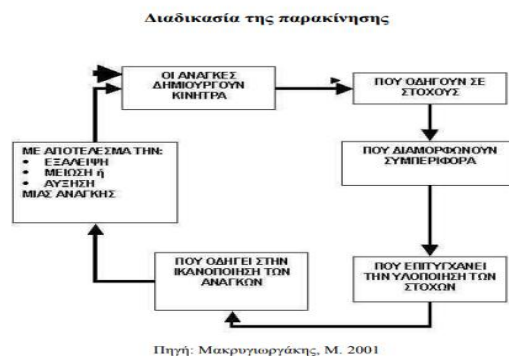 Διαδικασία της παρακίνησης
ΟΙ ΑΝΑΓΚΕΣ
ΔΗΜΙΟΥΡΓΟΥΝ
ΚΙΝΗΤΡΑ
ΠΟΥ ΟΔΗΓΟΥΝ ΣΕ
ΣΤΟΧΟΥΣ
ΠΟΥ ΔΙΑΜΟΡΦΩΝΟΥΝ
ΣΥΜΠΕΡΙΦΟΡΑ
ΠΟΥ ΕΠΙΤΥΓΧΑΝΕΙ
ΤΗΝ ΥΛΟΠΟΙΗΣΗ ΤΩΝ
ΣΤΟΧΩΝ
ΠΟΥ ΟΔΗΓΕΙ ΣΤΗΝ
ΙΚΑΝΟΠΟΙΗΣΗ ΤΩΝ
ΑΝΑΓΚΩΝ
ΜΕ ΑΠΟΤΕΛΕΣΜΑ ΤΗΝ:
• ΕΞΑΛΕΙΨΗ
• ΜΕΙΩΣΗ ή
• ΑΥΞΗΣΗ
ΜΙΑΣ ΑΝΑΓΚΗΣ
Πηγή: Μακρυγιωργάκης, Μ. 2001